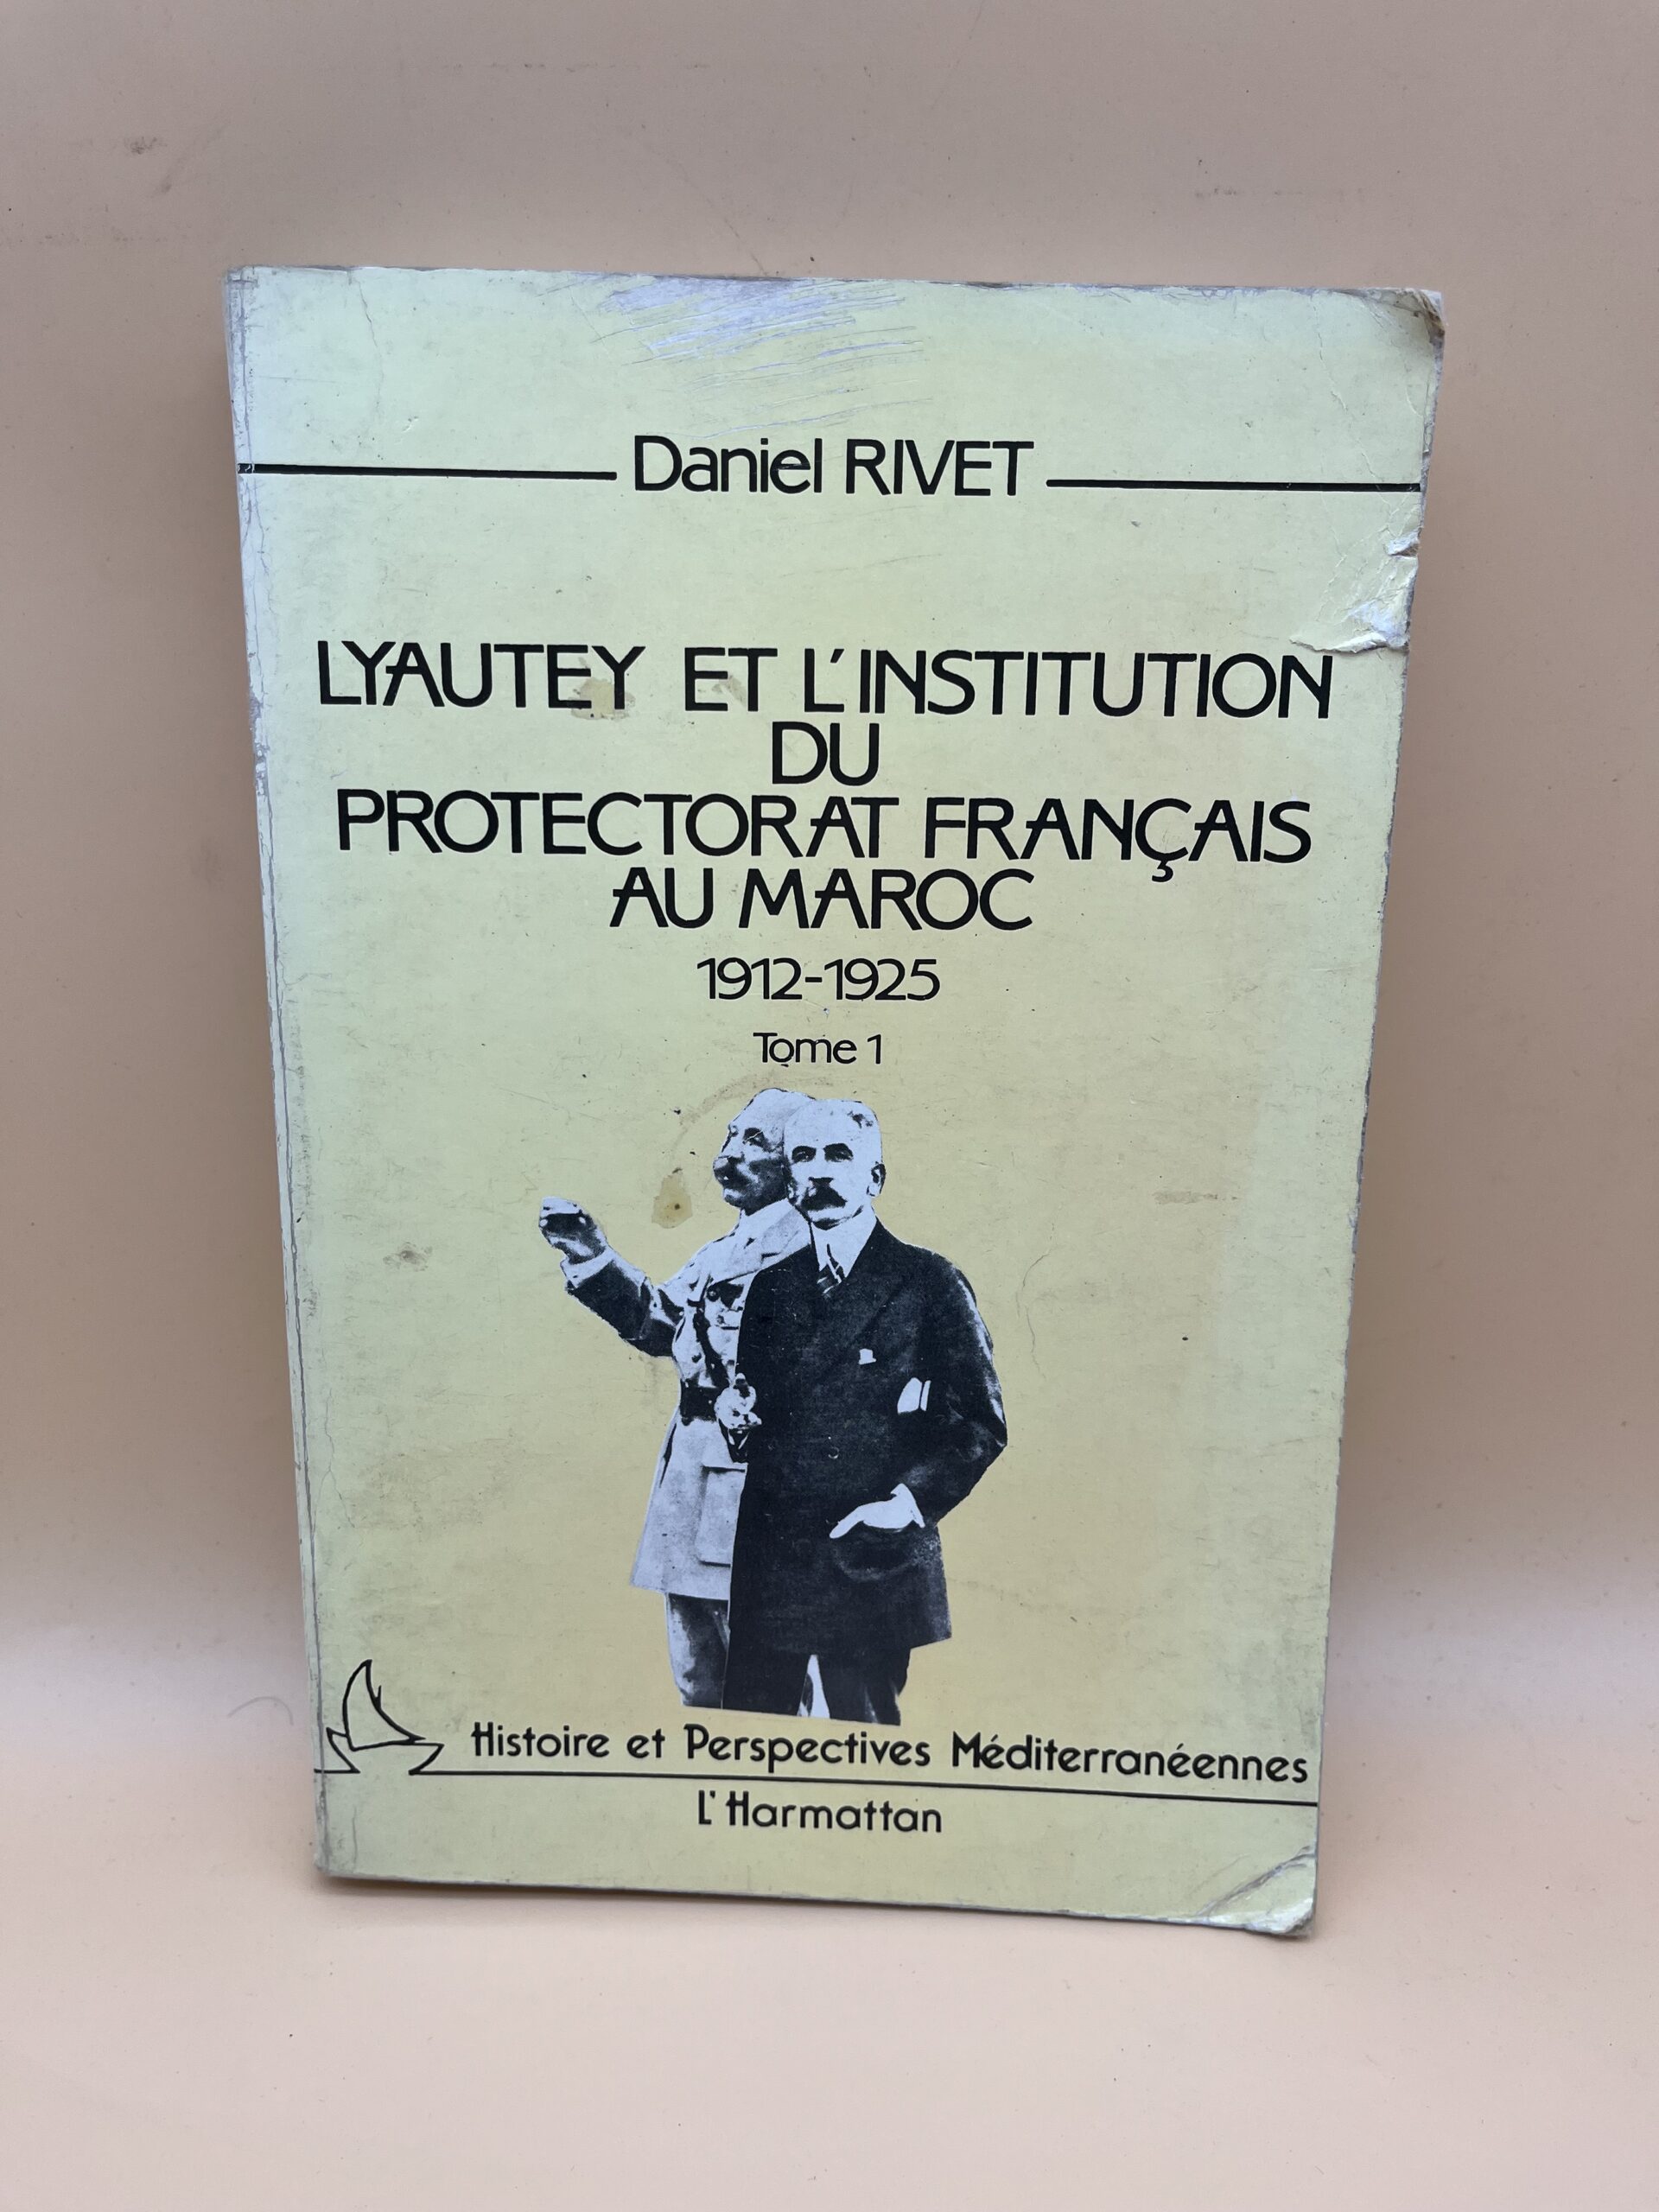 Daniel RIVET
LYAUTEY ET L'INSTITUTION
DU
PROTECTORAT FRANÇAIS
AU MAROC
1912-1925
Tome 1
Histoire et Perspectives Méditerranéennes
L'Harmattan